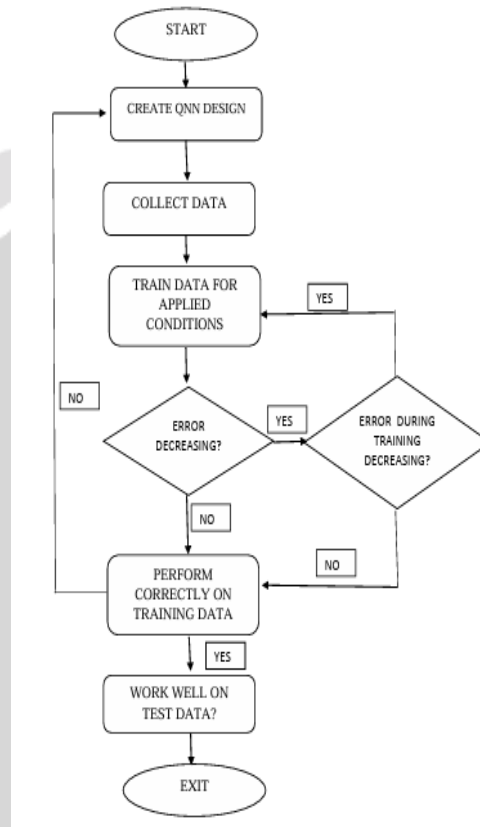 START
CREATE QNN DESIGN
COLLECT DATA
TRAIN DATA FOR
APPLIED
CONDITIONS
YES
NO
ERROR
DECREASING?
YES
ERROR DURING
TRAINING
DECREASING?
NO
NO
PERFORM
CORRECTLY ON
TRAINING DATA
YES
WORK WELL ON
TEST DATA?
EXIT